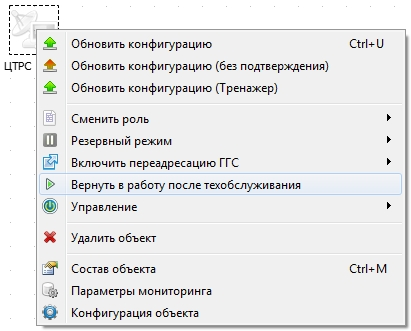 ЦТРС
Обновить конфигурацию Ctrl+U
Обновить конфигурацию (без подтверждения)
Обновить конфигурацию (Тренажер)
Сменить роль
Резервный режим
Включить переадресацию ГГС
Вернуть в работу после техобслуживания
Управление
Удалить объект
Состав объекта Ctrl+M
Параметры мониторинга
Конфигурация объекта